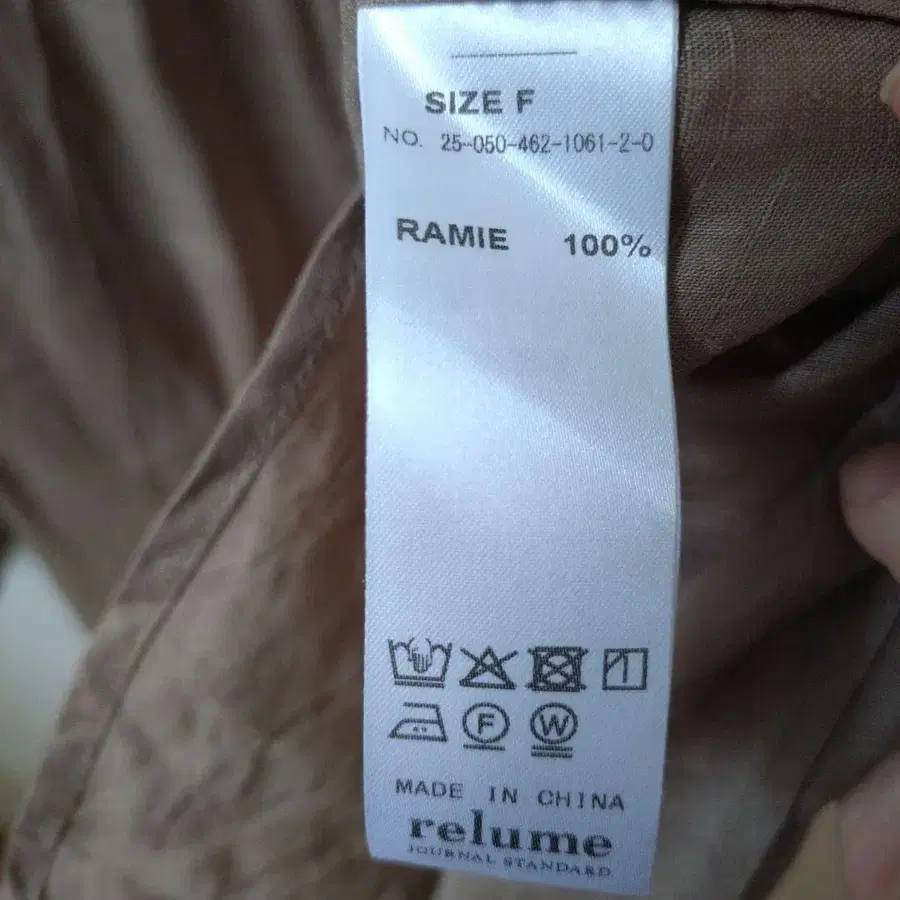 SIZE F
NO. 25-050-462-1061-2-0
RAMIE 100%
F W
MADE IN CHINA
relume
JOURNAL STANDARD